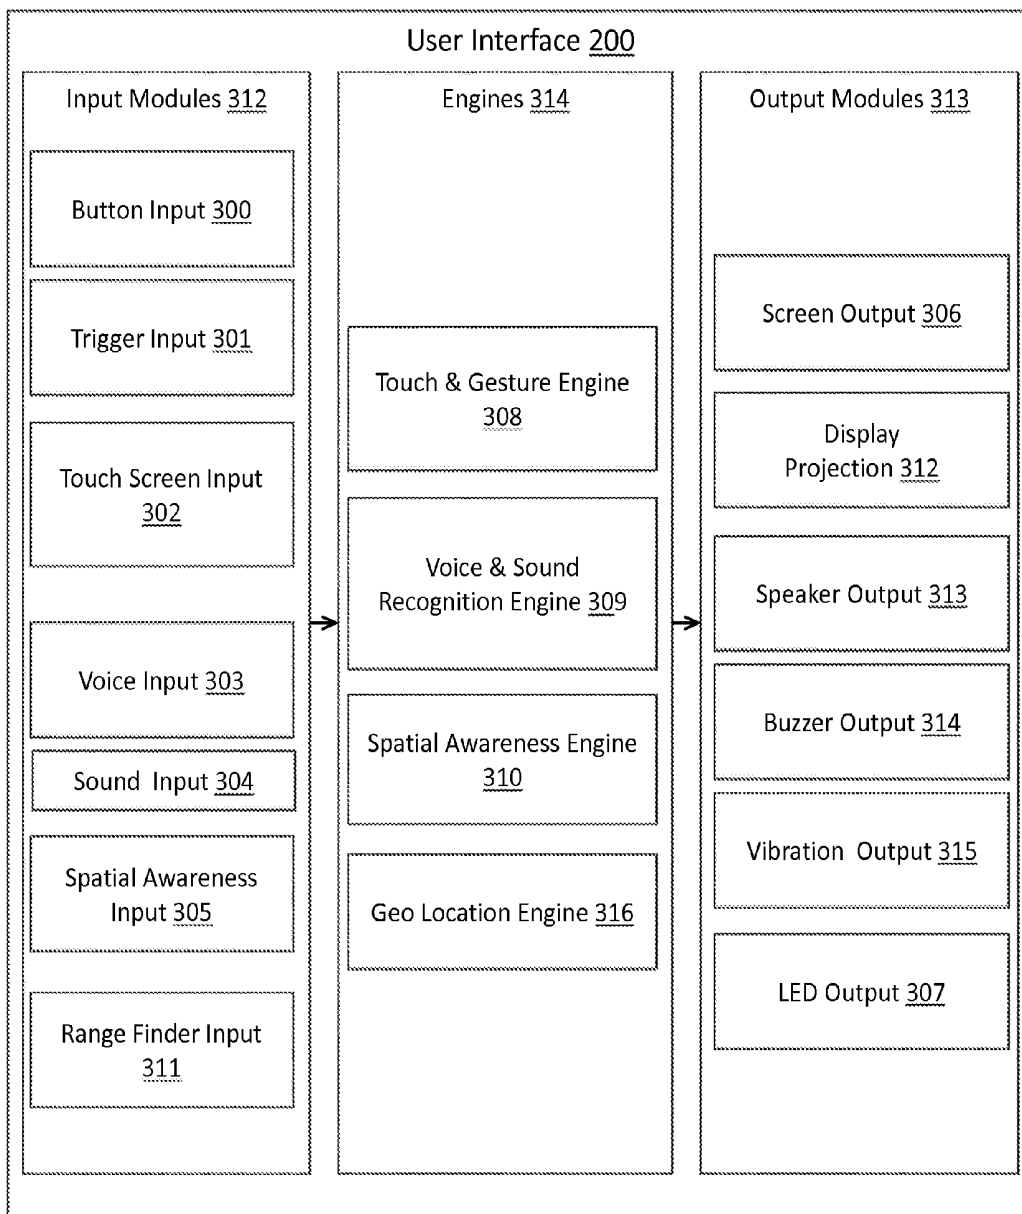 User Interface 200
Input Modules 312
Button Input 300
Trigger Input 301
Touch Screen Input
302
Voice Input 303
Sound Input 304
Spatial Awareness
Input 305
Range Finder Input
311
Engines 314
Touch & Gesture Engine
308
Voice & Sound
Recognition Engine 309
Spatial Awareness Engine
310
Geo Location Engine 316
Output Modules 313
Screen Output 306
Display
Projection 312
Speaker Output 313
Buzzer Output 314
Vibration Output 315
LED Output 307